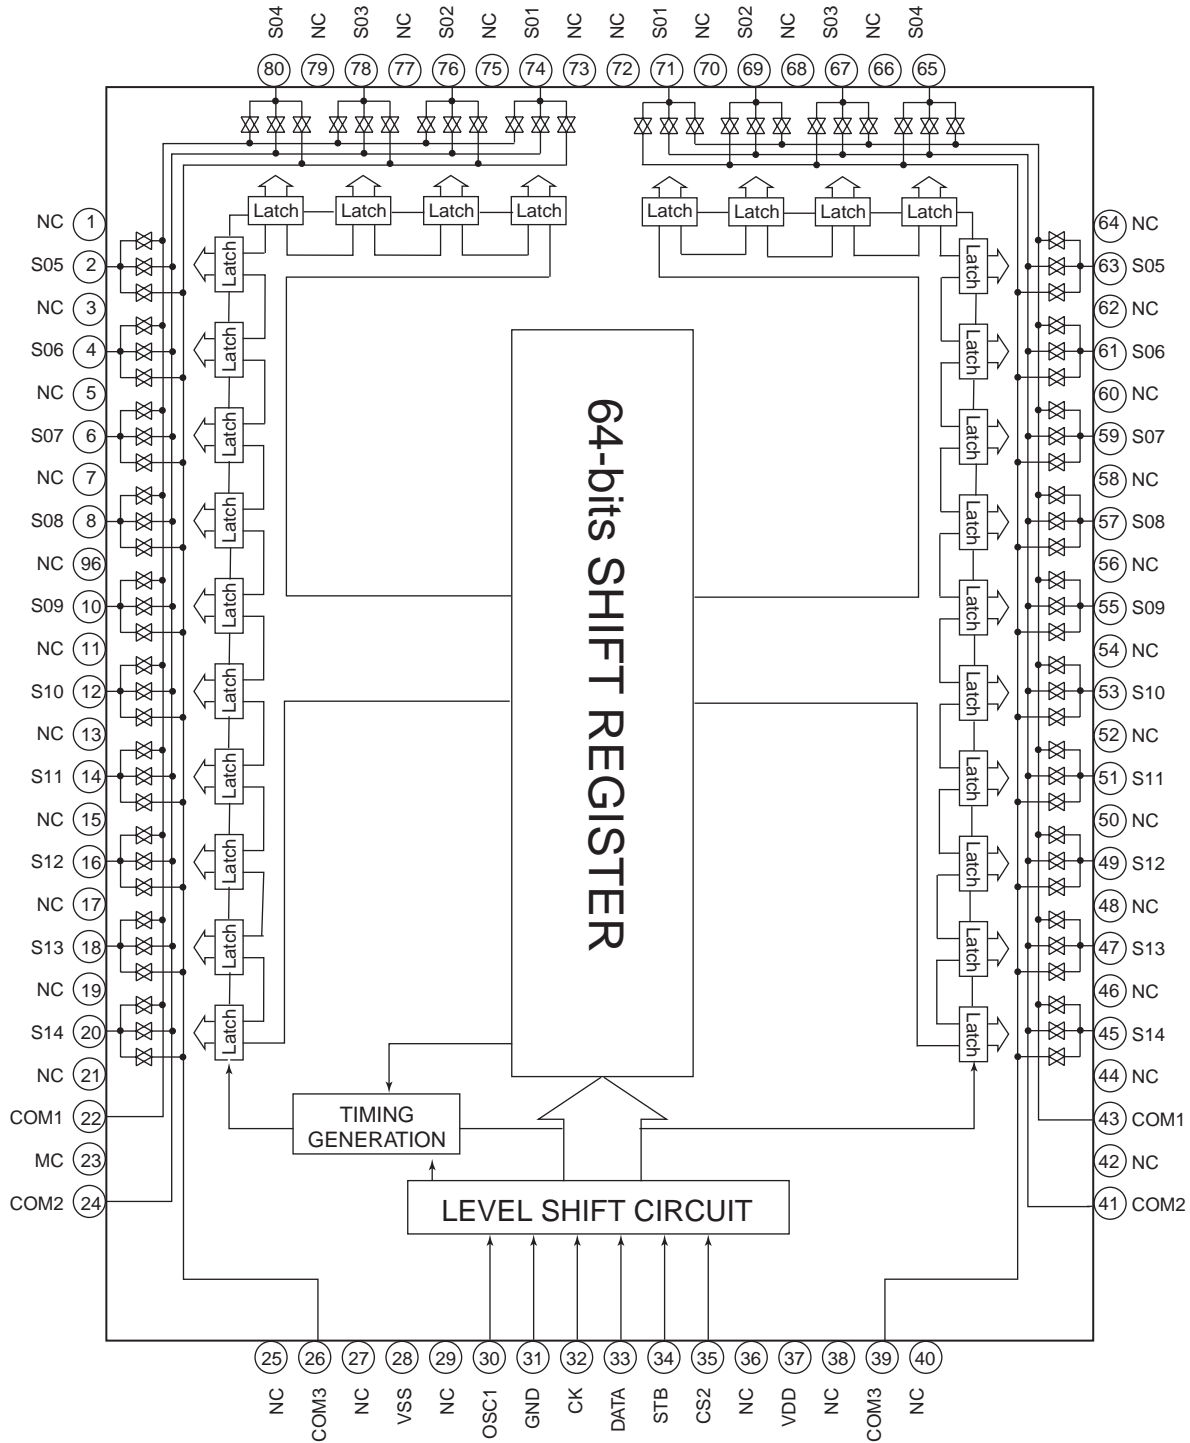 S04 NC S03 NC S02 NC S01 NC NC S01 NC S02 NC S03 NC S04
80 79 78 77 76 75 74 73 72 71 70 69 68 67 66 65
Latch Latch Latch Latch Latch Latch Latch Latch
NC 1
S05 2
NC 3
S06 4
NC 5
S07 6
NC 7
S08 8
NC 96
S09 10
NC 11
S10 12
NC 13
S11 14
NC 15
S12 16
NC 17
S13 18
NC 19
S14 20
NC 21
COM1 22
MC 23
COM2 24
Latch
Latch
Latch
Latch
Latch
Latch
Latch
Latch
Latch
Latch
64-bits SHIFT REGISTER
Latch
Latch
Latch
Latch
Latch
Latch
Latch
Latch
Latch
Latch
64 NC
63 S05
62 NC
61 S06
60 NC
59 S07
58 NC
57 S08
56 NC
55 S09
54 NC
53 S10
52 NC
51 S11
50 NC
49 S12
48 NC
47 S13
46 NC
45 S14
44 NC
43 COM1
42 NC
41 COM2
TIMING
GENERATION
LEVEL SHIFT CIRCUIT
25 26 27 28 29 30 31 32 33 34 35 36 37 38 39 40
NC COM3 NC VSS NC OSC1 GND CK DATA STB CS2 NC VDD NC COM3 NC